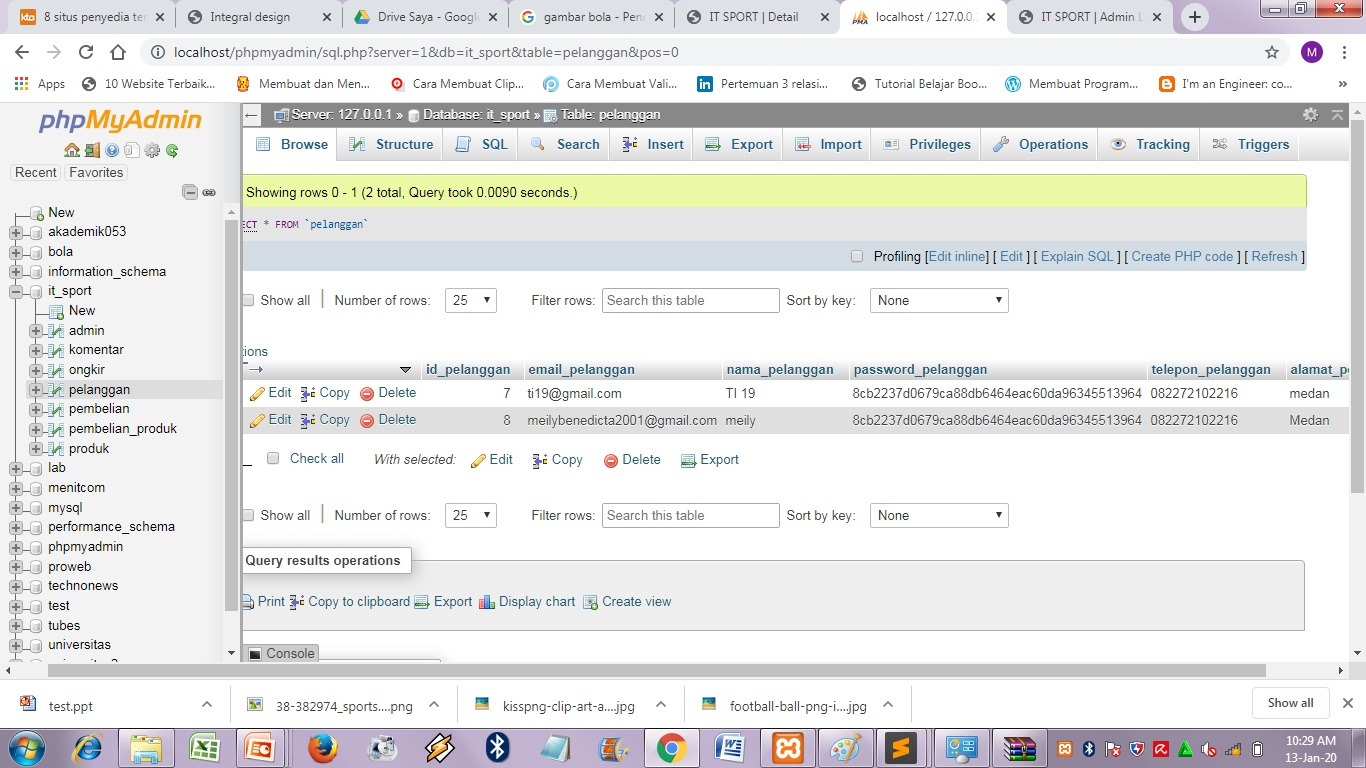 8 situs penyedia ter
Integral design
Drive Saya - Google
gambar bola - Pene
IT SPORT | Detail
localhost / 127.0.0.
IT SPORT | Admin L
localhost/phpmyadmin/sql.php?server=1&db=it_sport&table=pelanggan&pos=0
M
Apps
10 Website Terbaik...
Membuat dan Men...
Cara Membuat Clip...
Cara Membuat Vali...
Pertemuan 3 relasi...
Tutorial Belajar Boo...
Membuat Program...
I'm an Engineer: co...
phpMyAdmin
Recent Favorites
New
akademik053
bola
information_schema
it_sport
New
admin
komentar
ongkir
pelanggan
pembelian
pembelian_produk
produk
lab
menitcom
mysql
performance_schema
phpmyadmin
proweb
technonews
test
tubes
universitas
Server: 127.0.0.1 » Database: it_sport » Table: pelanggan
Browse Structure SQL Search Insert Export Import Privileges Operations Tracking Triggers
Showing rows 0 - 1 (2 total, Query took 0.0090 seconds.)
ECT * FROM `pelanggan`
Profiling [Edit inline] [ Edit ] [ Explain SQL ] [ Create PHP code ] [ Refresh ]
Show all | Number of rows: 25 Filter rows: Search this table Sort by key: None
tions
id_pelanggan email_pelanggan nama_pelanggan password_pelanggan telepon_pelanggan alamat_pe
Edit Copy Delete 7 ti19@gmail.com TI 19 8cb2237d0679ca88db6464eac60da96345513964 082272102216 medan
Edit Copy Delete 8 meilybenedicta2001@gmail.com meily 8cb2237d0679ca88db6464eac60da96345513964 082272102216 Medan
Check all With selected: Edit Copy Delete Export
Show all | Number of rows: 25 Filter rows: Search this table Sort by key: None
Query results operations
Print Copy to clipboard Export Display chart Create view
Console
test.ppt
38-382974_sports....png
kisspng-clip-art-a....jpg
football-ball-png-i....jpg
Show all
10:29 AM
13-Jan-20